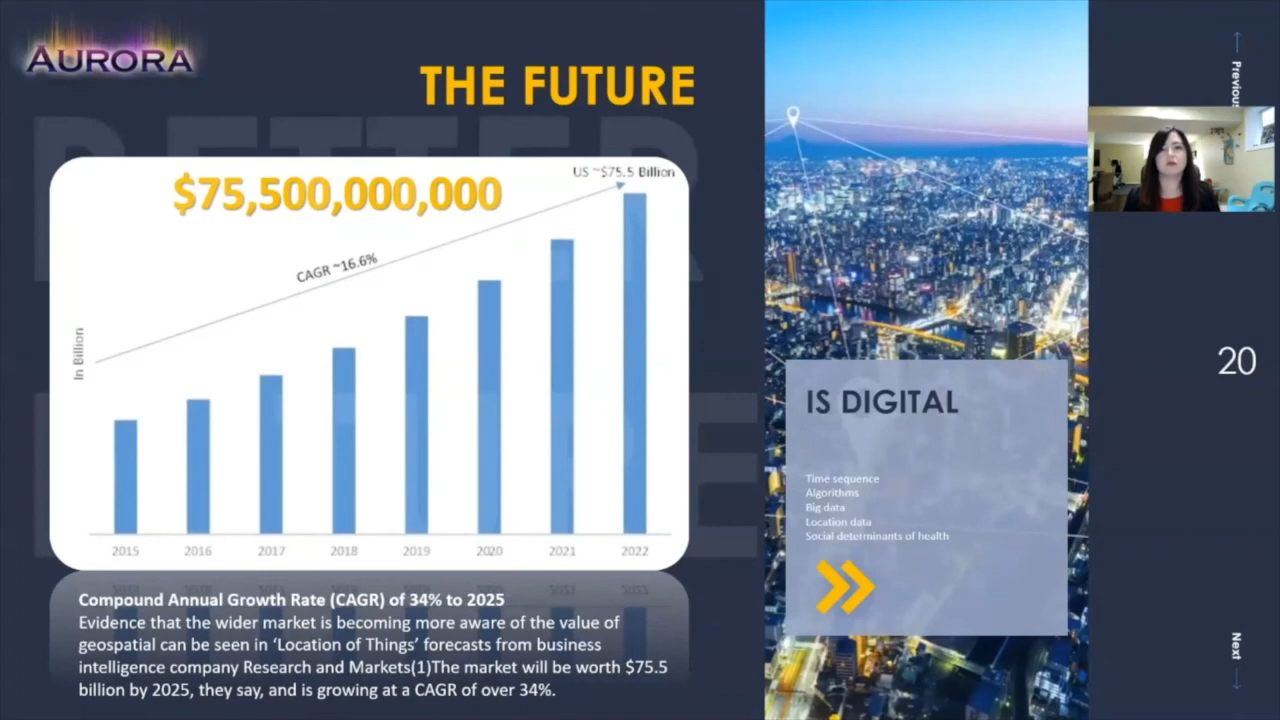 AURORA
THE FUTURE
$75,500,000,000
US ~$75.5 Billion
CAGR ~16.6%
In Billion
2015 2016 2017 2018 2019 2020 2021 2022
Compound Annual Growth Rate (CAGR) of 34% to 2025
Evidence that the wider market is becoming more aware of the value of
geospatial can be seen in ‘Location of Things’ forecasts from business
intelligence company Research and Markets(1)The market will be worth $75.5
billion by 2025, they say, and is growing at a CAGR of over 34%.
IS DIGITAL
Time sequence
Algorithms
Big data
Location data
Social determinants of health
Previous
20
Next